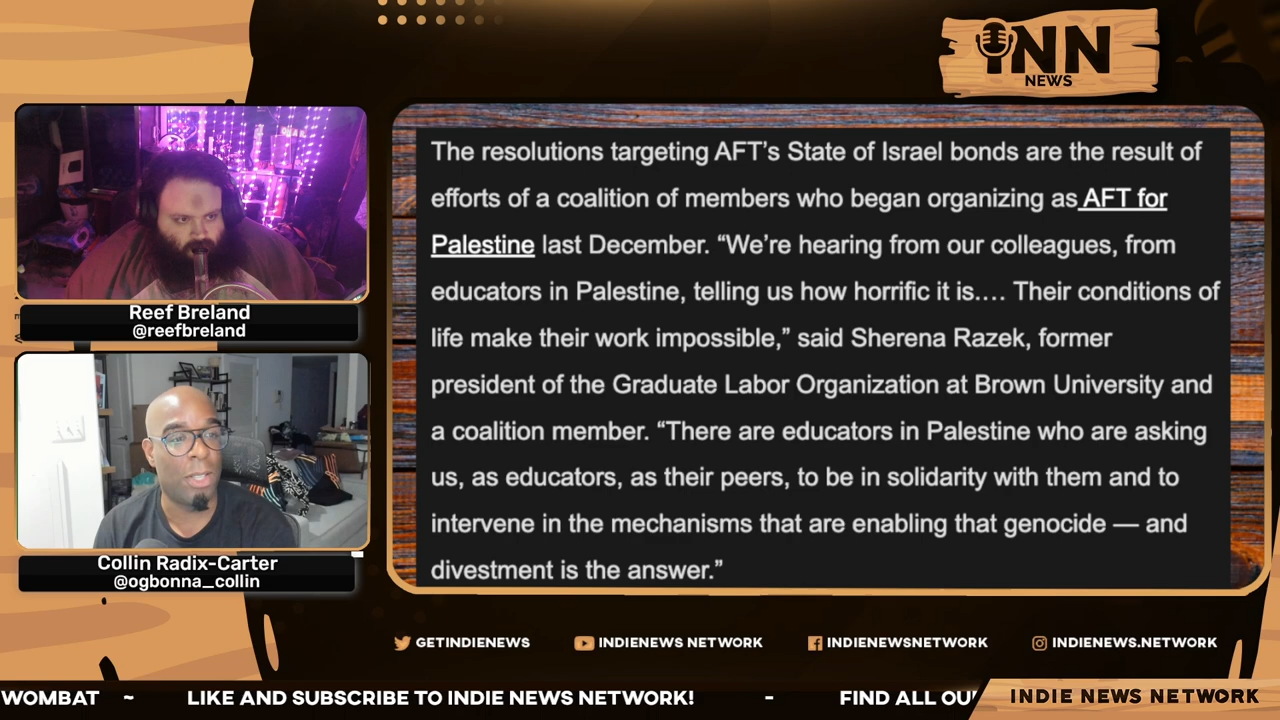 INN
NEWS
Reef Breland
@reefbreland
Collin Radix-Carter
@ogbonna_collin
The resolutions targeting AFT’s State of Israel bonds are the result of
efforts of a coalition of members who began organizing as AFT for
Palestine last December. “We’re hearing from our colleagues, from
educators in Palestine, telling us how horrific it is.… Their conditions of
life make their work impossible,” said Sherena Razek, former
president of the Graduate Labor Organization at Brown University and
a coalition member. “There are educators in Palestine who are asking
us, as educators, as their peers, to be in solidarity with them and to
intervene in the mechanisms that are enabling that genocide — and
divestment is the answer.”
GETINDIENEWS INDIENEWS NETWORK INDIENEWSNETWORK INDIENEWS.NETWORK
WOMBAT ~ LIKE AND SUBSCRIBE TO INDIE NEWS NETWORK! - FIND ALL OUR INDIE NEWS NETWORK